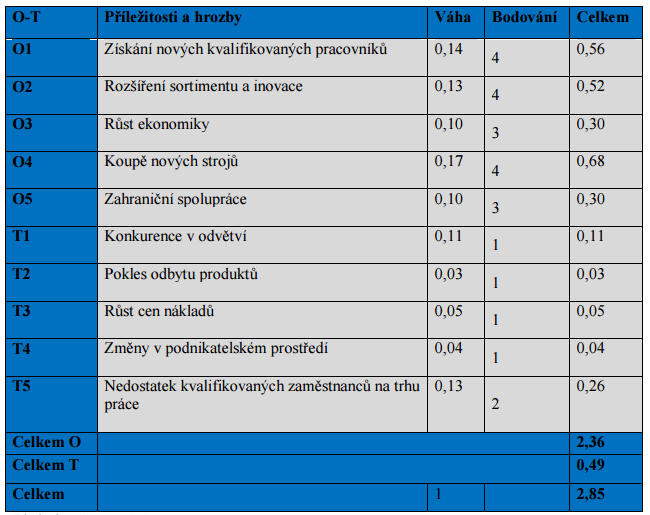 O-T Příležitosti a hrozby Váha Bodování Celkem
O1 Získání nových kvalifikovaných pracovníků 0,14 4 0,56
O2 Rozšíření sortimentu a inovace 0,13 4 0,52
O3 Růst ekonomiky 0,10 3 0,30
O4 Koupě nových strojů 0,17 4 0,68
O5 Zahraniční spolupráce 0,10 3 0,30
T1 Konkurence v odvětví 0,11 1 0,11
T2 Pokles odbytu produktů 0,03 1 0,03
T3 Růst cen nákladů 0,05 1 0,05
T4 Změny v podnikatelském prostředí 0,04 1 0,04
T5 Nedostatek kvalifikovaných zaměstnanců na trhu 0,13 2 0,26
práce
Celkem O 2,36
Celkem T 0,49
Celkem 1 2,85